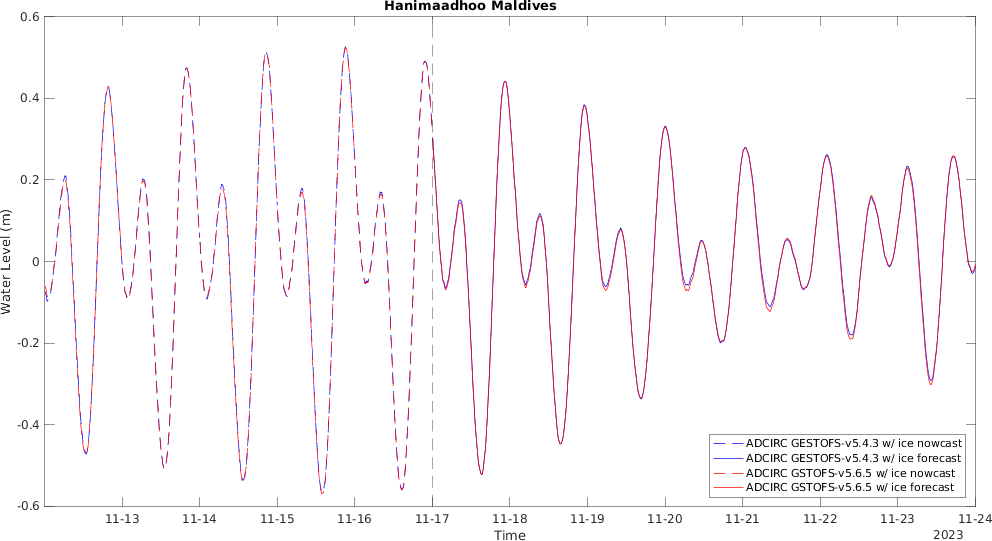 Hanimaadhoo Maldives
Water Level (m)
0.6
0.4
0.2
0
-0.2
-0.4
-0.6
ADCIRC GESTOFS-v5.4.3 w/ ice nowcast
ADCIRC GESTOFS-v5.4.3 w/ ice forecast
ADCIRC GSTOFS-v5.6.5 w/ ice nowcast
ADCIRC GSTOFS-v5.6.5 w/ ice forecast
11-13 11-14 11-15 11-16 11-17 11-18 11-19 11-20 11-21 11-22 11-23 11-24
Time
2023